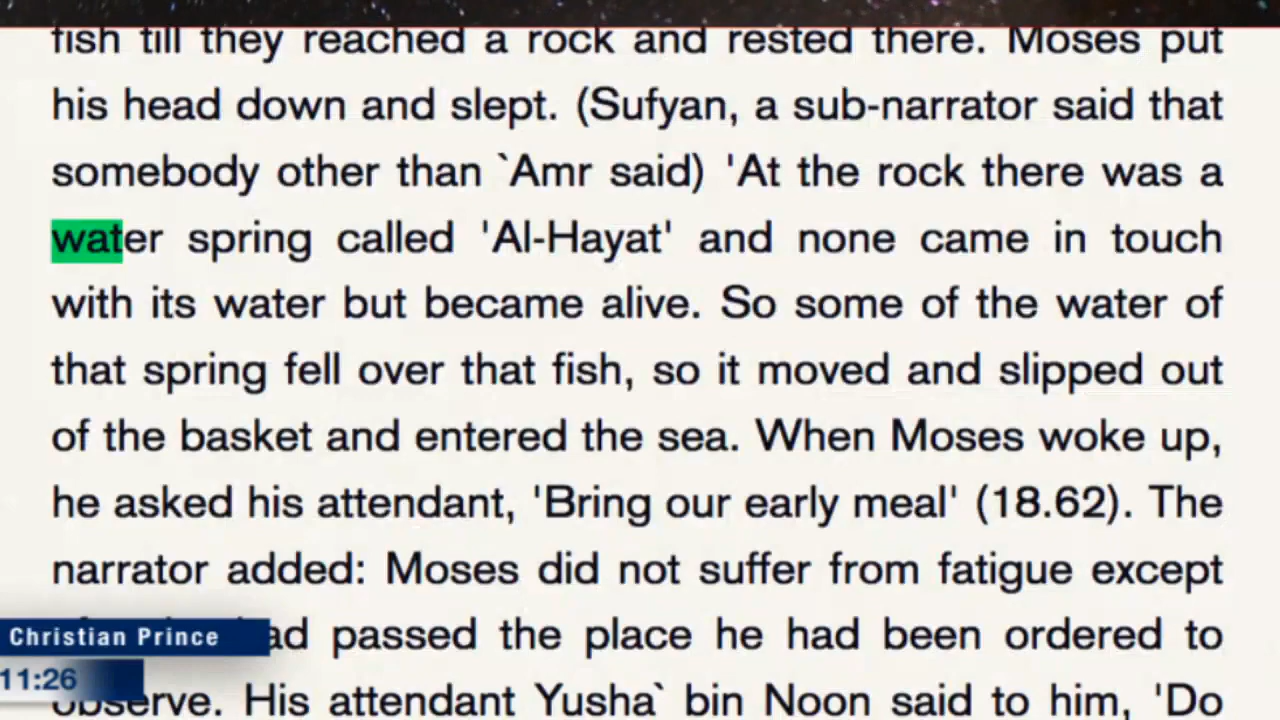 fish till they reached a rock and rested there. Moses put
his head down and slept. (Sufyan, a sub-narrator said that
somebody other than `Amr said) 'At the rock there was a
water spring called 'Al-Hayat' and none came in touch
with its water but became alive. So some of the water of
that spring fell over that fish, so it moved and slipped out
of the basket and entered the sea. When Moses woke up,
he asked his attendant, 'Bring our early meal' (18.62). The
narrator added: Moses did not suffer from fatigue except
passed the place he had been ordered to
Christian Prince
observe. His attendant Yusha` bin Noon said to him, 'Do
11:26